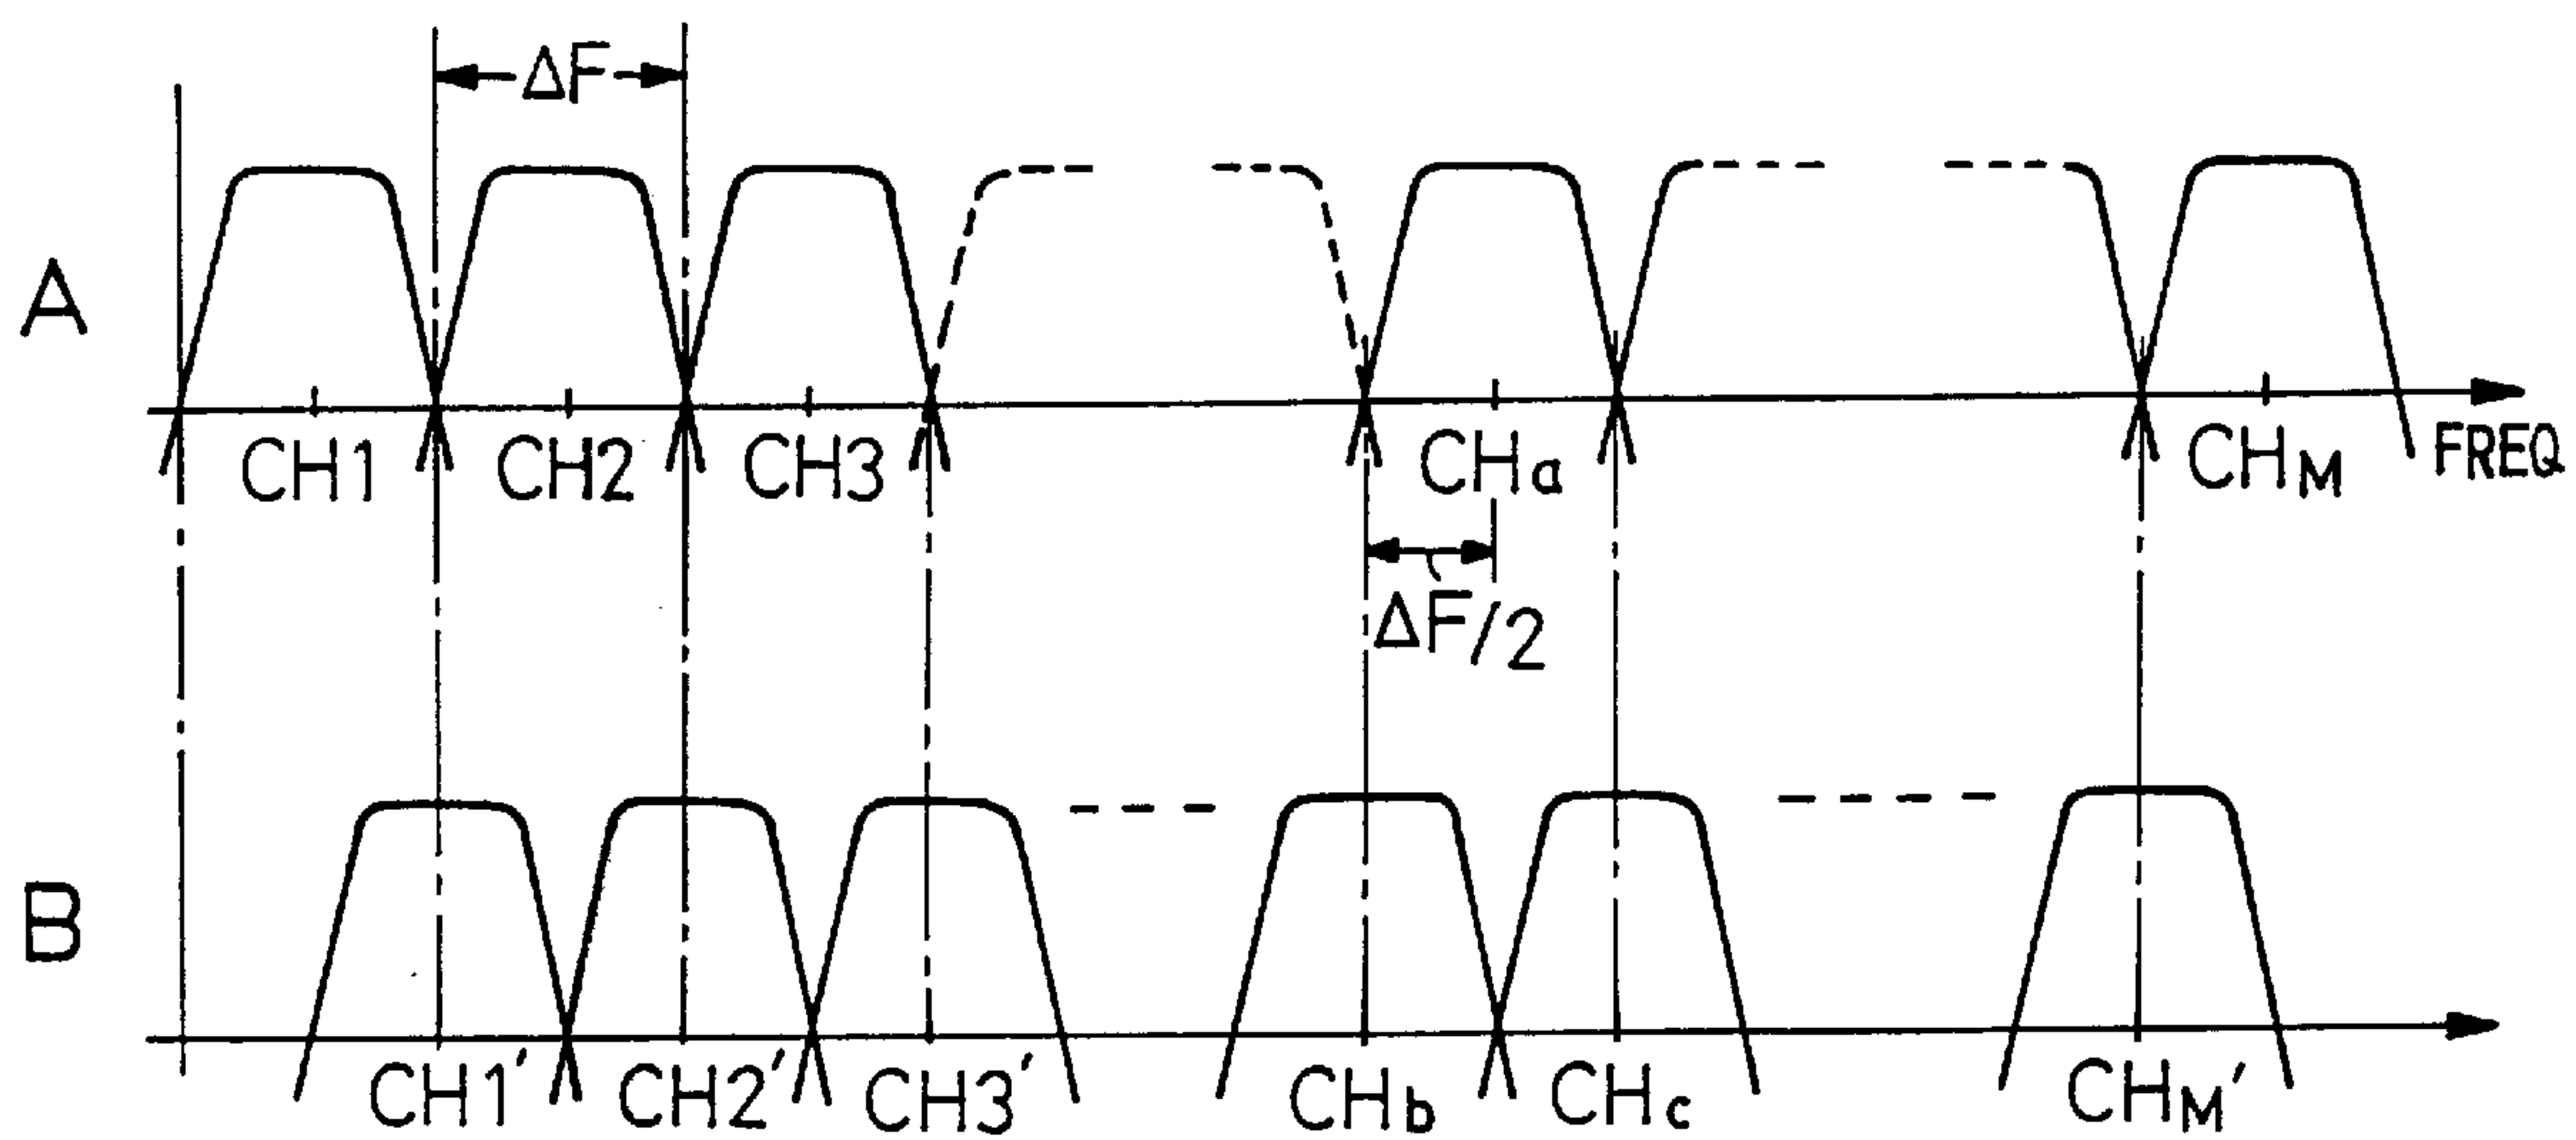 ΔF
A
CH1 CH2 CH3 CHa CHM FREQ
ΔF/2
B
CH1′ CH2′ CH3′ CHb CHc CHM′